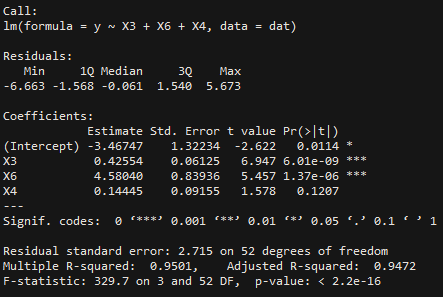 Call:
lm(formula = y ~ X3 + X6 + X4, data = dat)
Residuals:
Min 1Q Median 3Q Max
-6.663 -1.568 -0.061 1.540 5.673
Coefficients:
Estimate Std. Error t value Pr(>|t|)
(Intercept) -3.46747 1.32234 -2.622 0.0114 *
X3 0.42554 0.06125 6.947 6.01e-09 ***
X6 4.58040 0.83936 5.457 1.37e-06 ***
X4 0.14445 0.09155 1.578 0.1207
---
Signif. codes: 0 ‘***’ 0.001 ‘**’ 0.01 ‘*’ 0.05 ‘.’ 0.1 ‘ ’ 1
Residual standard error: 2.715 on 52 degrees of freedom
Multiple R-squared: 0.9501, Adjusted R-squared: 0.9472
F-statistic: 329.7 on 3 and 52 DF, p-value: < 2.2e-16